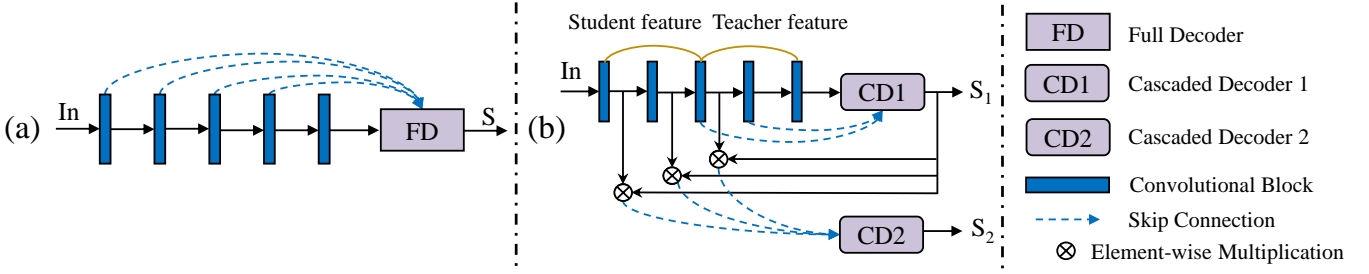 (a)
In
FD
S
(b)
Student feature Teacher feature
In
CD1
S1
CD2
S2
FD Full Decoder
CD1 Cascaded Decoder 1
CD2 Cascaded Decoder 2
Convolutional Block
Skip Connection
Element-wise Multiplication